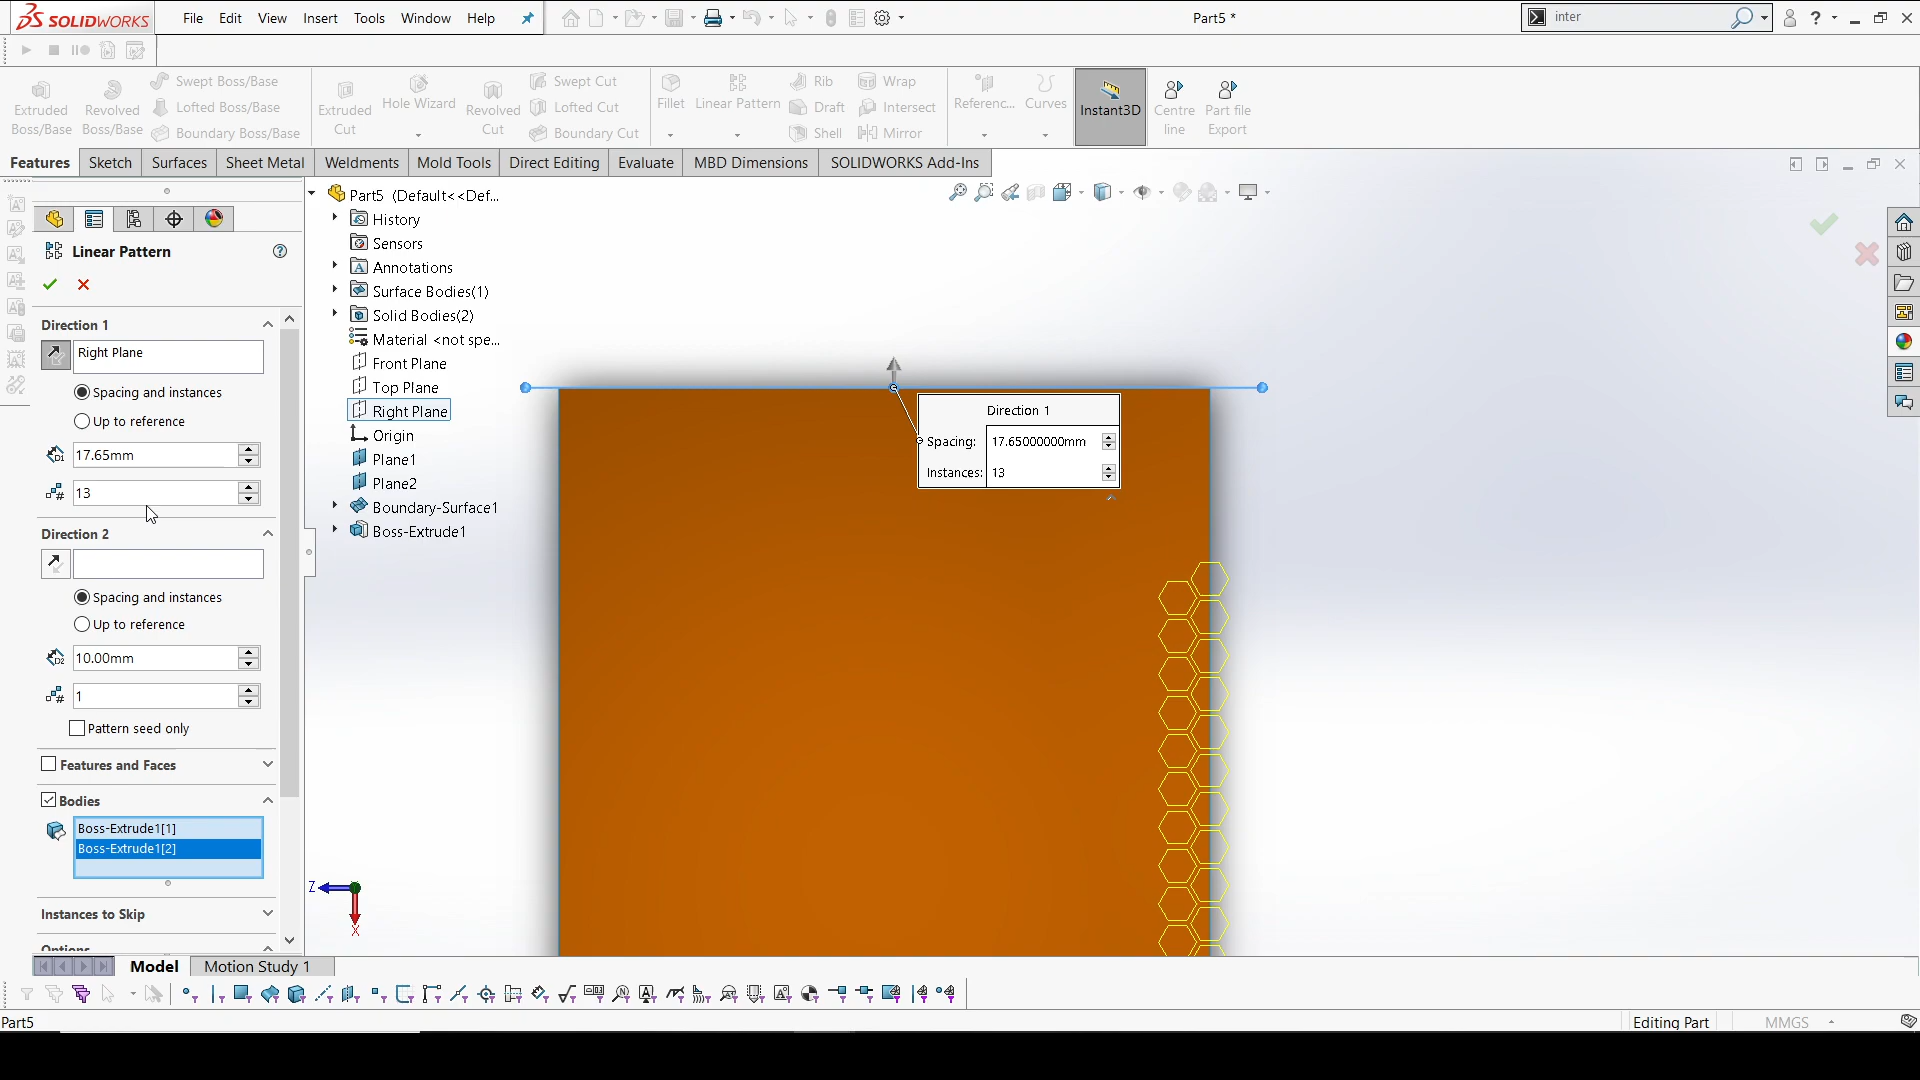 SOLIDWORKS
File Edit View Insert Tools Window Help
Part5 *
inter
Extruded Boss/Base
Revolved Boss/Base
Swept Boss/Base
Lofted Boss/Base
Boundary Boss/Base
Extruded Cut
Hole Wizard
Revolved Cut
Swept Cut
Lofted Cut
Boundary Cut
Fillet
Linear Pattern
Rib
Draft
Shell
Wrap
Intersect
Mirror
Referenc...
Curves
Instant3D
Centre line
Part file Export
Features Sketch Surfaces Sheet Metal Weldments Mold Tools Direct Editing Evaluate MBD Dimensions SOLIDWORKS Add-Ins
Linear Pattern
Direction 1
Right Plane
Spacing and instances
Up to reference
17.65mm
13
Direction 2
Spacing and instances
Up to reference
10.00mm
1
Pattern seed only
Features and Faces
Bodies
Boss-Extrude1[1]
Boss-Extrude1[2]
Instances to Skip
Options
Part5 (Default<<Def...
History
Sensors
Annotations
Surface Bodies(1)
Solid Bodies(2)
Material <not spe...
Front Plane
Top Plane
Right Plane
Origin
Plane1
Plane2
Boundary-Surface1
Boss-Extrude1
Direction 1
Spacing: 17.65000000mm
Instances: 13
Z
X
Model Motion Study 1
Part5
Editing Part
MMGS